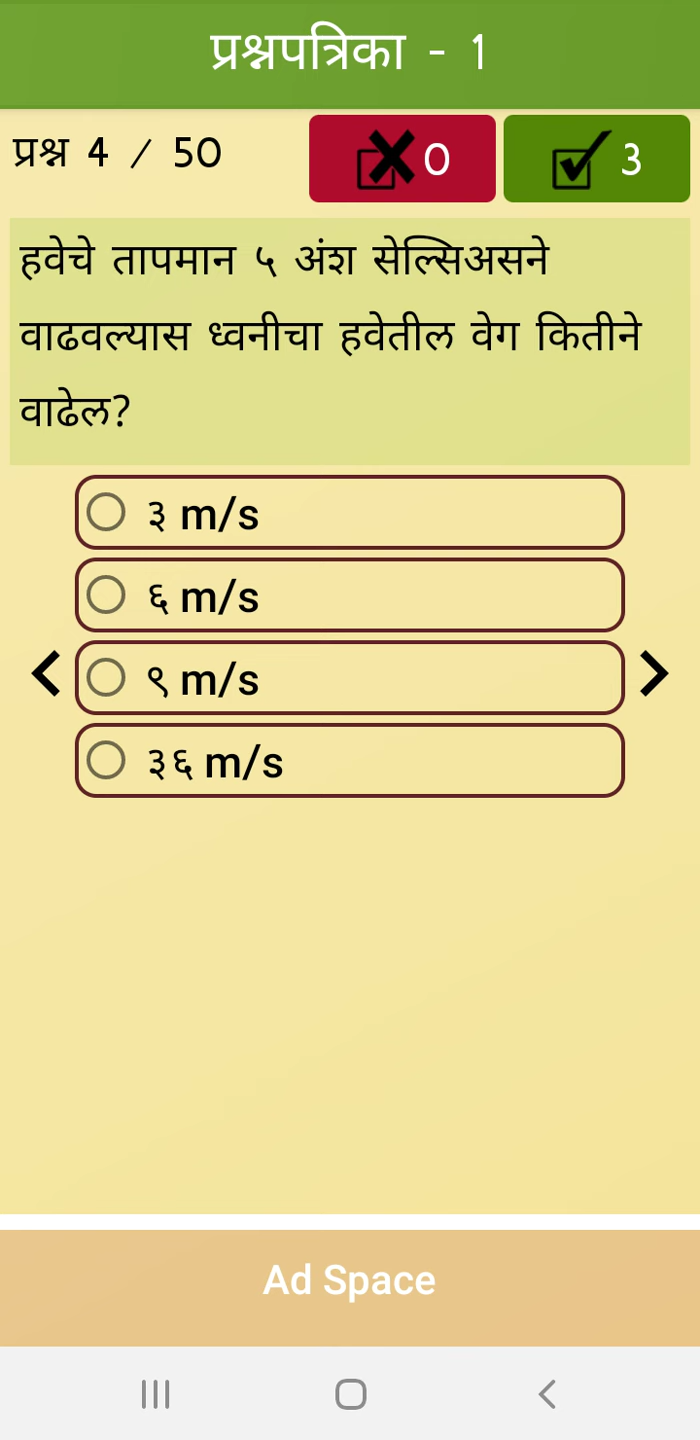 प्रश्नपत्रिका - 1
प्रश्न 4 / 50
0
3
हवेचे तापमान ५ अंश सेल्सिअसने
वाढवल्यास ध्वनीचा हवेतील वेग कितीने
वाढेल?
३ m/s
६ m/s
९ m/s
३६ m/s
Ad Space